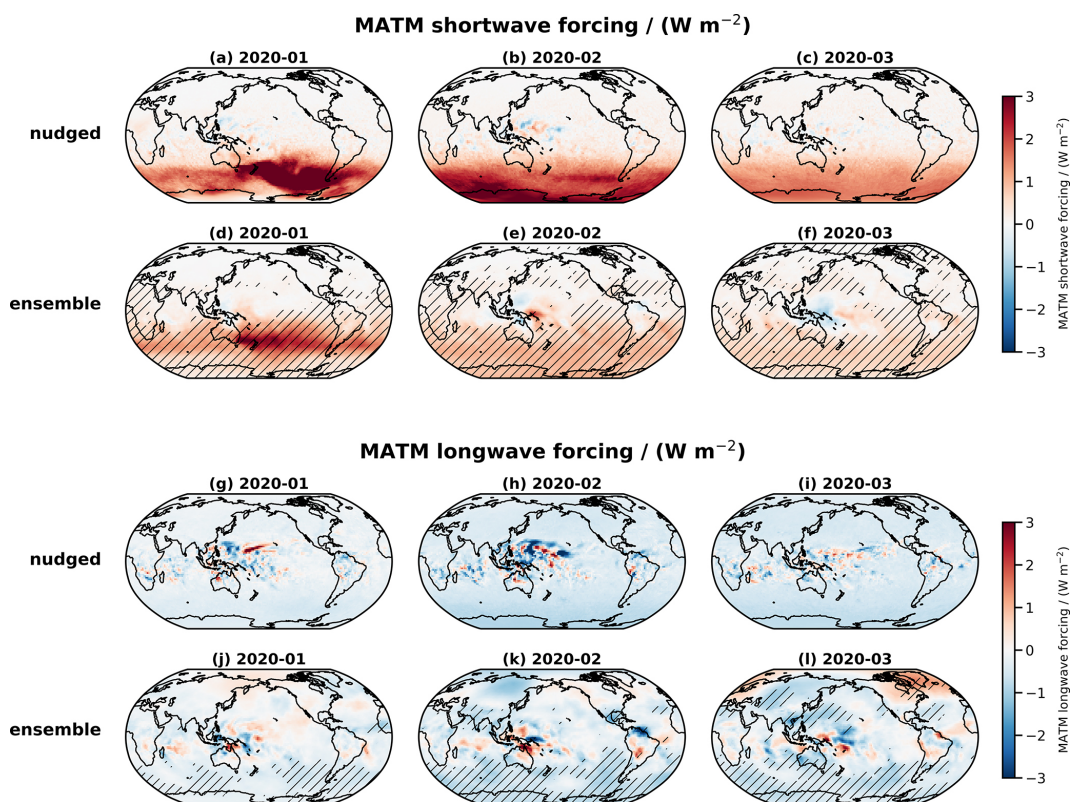 MATM shortwave forcing / (W m⁻²)
(a) 2020-01
(b) 2020-02
(c) 2020-03
nudged
(d) 2020-01
(e) 2020-02
(f) 2020-03
ensemble
3
2
1
0
−1
−2
−3
MATM shortwave forcing / (W m⁻²)
MATM longwave forcing / (W m⁻²)
(g) 2020-01
(h) 2020-02
(i) 2020-03
nudged
(j) 2020-01
(k) 2020-02
(l) 2020-03
ensemble
3
2
1
0
−1
−2
−3
MATM longwave forcing / (W m⁻²)